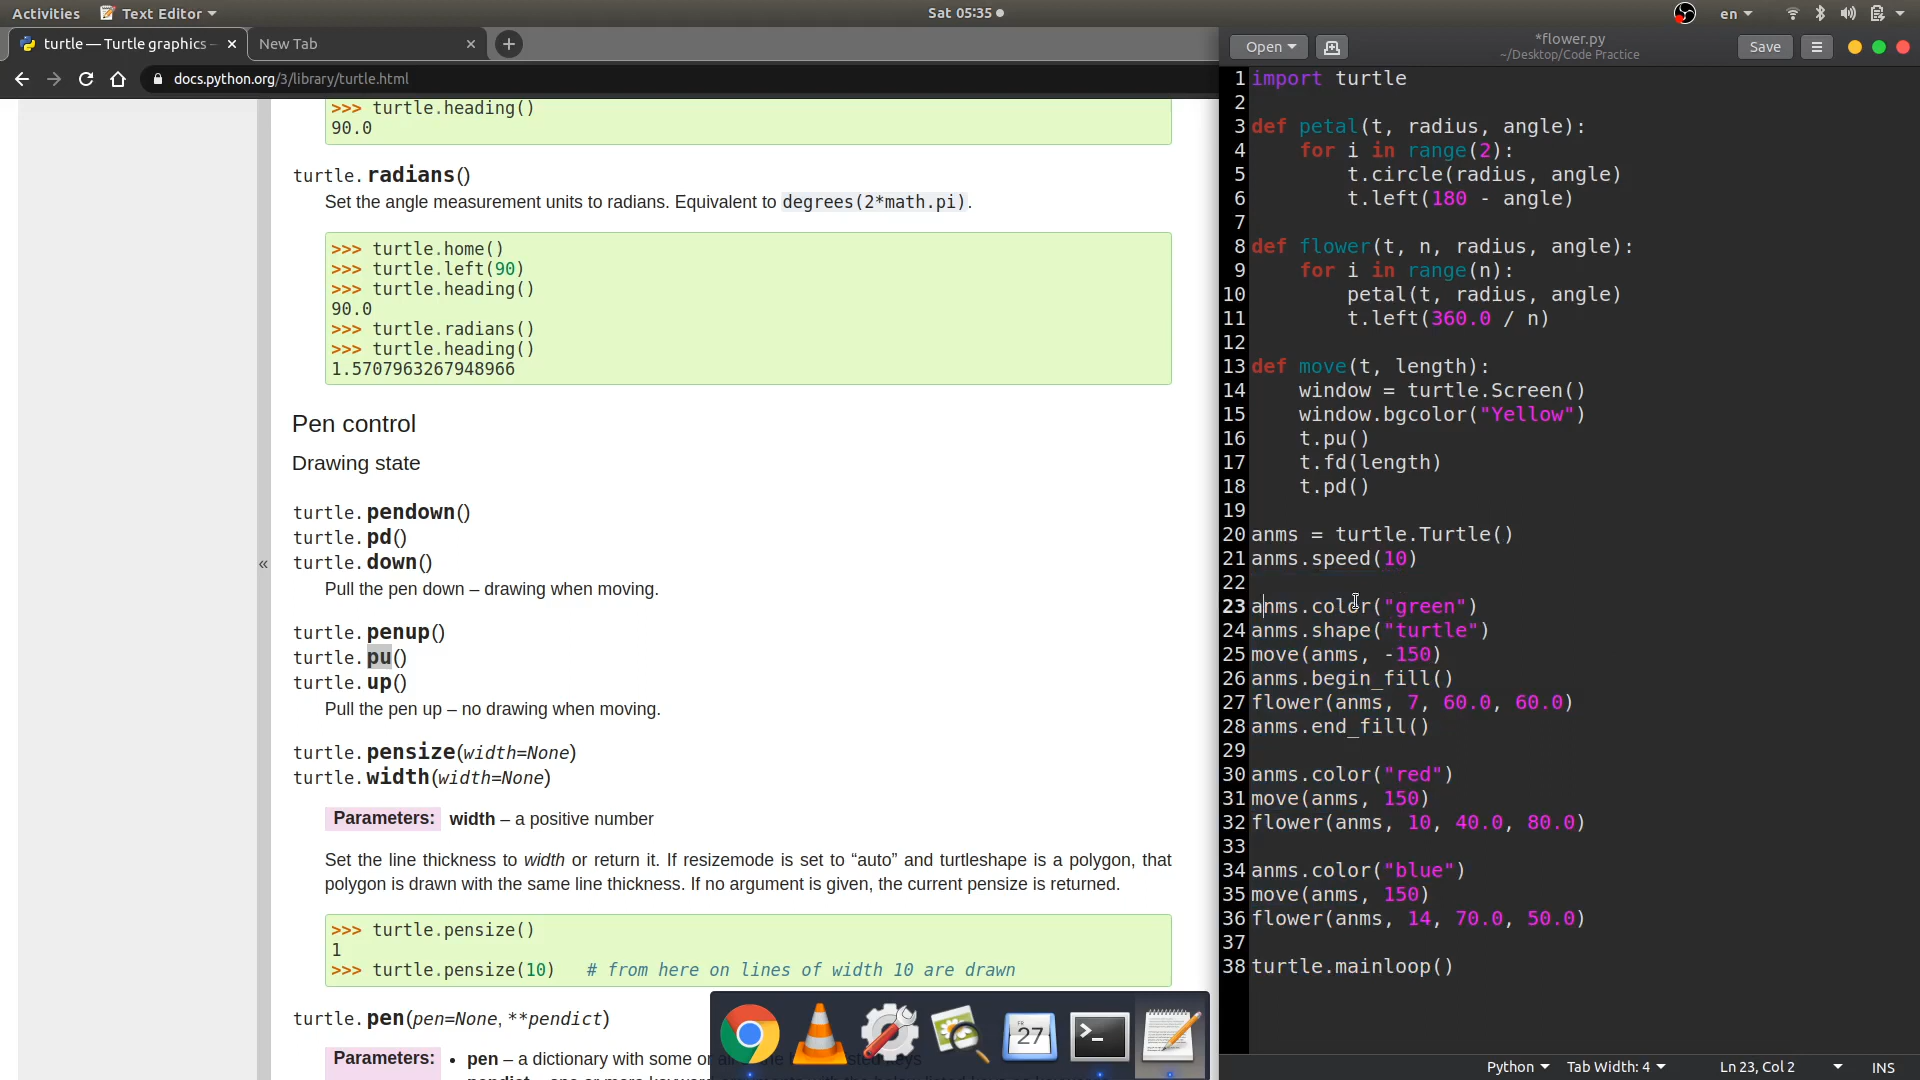 Activities Text Editor Sat 05:35 en
turtle — Turtle graphics New Tab
docs.python.org/3/library/turtle.html
>>> turtle.heading()
90.0
turtle.radians()
Set the angle measurement units to radians. Equivalent to degrees(2*math.pi).
>>> turtle.home()
>>> turtle.left(90)
>>> turtle.heading()
90.0
>>> turtle.radians()
>>> turtle.heading()
1.5707963267948966
Pen control
Drawing state
turtle.pendown()
turtle.pd()
turtle.down()
Pull the pen down – drawing when moving.
turtle.penup()
turtle.pu()
turtle.up()
Pull the pen up – no drawing when moving.
turtle.pensize(width=None)
turtle.width(width=None)
Parameters: width – a positive number
Set the line thickness to width or return it. If resizemode is set to “auto” and turtleshape is a polygon, that
polygon is drawn with the same line thickness. If no argument is given, the current pensize is returned.
>>> turtle.pensize()
1
>>> turtle.pensize(10) # from here on lines of width 10 are drawn
turtle.pen(pen=None, **pendict)
Parameters: • pen – a dictionary with some or
FRI
27
Open *flower.py Save
~/Desktop/Code Practice
1 import turtle
2
3 def petal(t, radius, angle):
4 for i in range(2):
5 t.circle(radius, angle)
6 t.left(180 - angle)
7
8 def flower(t, n, radius, angle):
9 for i in range(n):
10 petal(t, radius, angle)
11 t.left(360.0 / n)
12
13 def move(t, length):
14 window = turtle.Screen()
15 window.bgcolor("Yellow")
16 t.pu()
17 t.fd(length)
18 t.pd()
19
20 anms = turtle.Turtle()
21 anms.speed(10)
22
23 anms.color("green")
24 anms.shape("turtle")
25 move(anms, -150)
26 anms.begin_fill()
27 flower(anms, 7, 60.0, 60.0)
28 anms.end_fill()
29
30 anms.color("red")
31 move(anms, 150)
32 flower(anms, 10, 40.0, 80.0)
33
34 anms.color("blue")
35 move(anms, 150)
36 flower(anms, 14, 70.0, 50.0)
37
38 turtle.mainloop()
Python Tab Width: 4 Ln 23, Col 2 INS